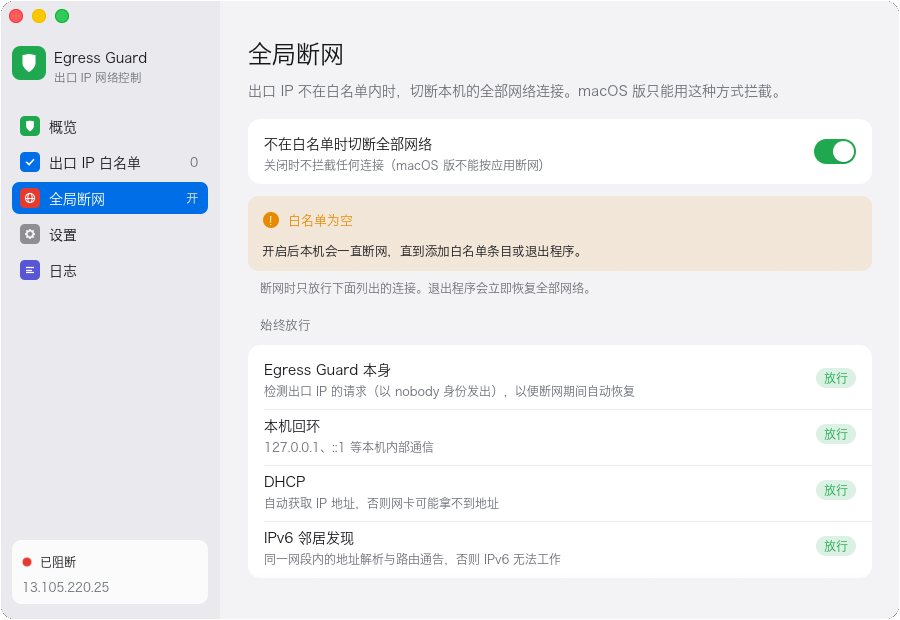 Egress Guard
出口 IP 网络控制
概览
出口 IP 白名单 0
全局断网 开
设置
日志
已阻断
13.105.220.25
全局断网
出口 IP 不在白名单内时，切断本机的全部网络连接。macOS 版只能用这种方式拦截。
不在白名单时切断全部网络
关闭时不拦截任何连接（macOS 版不能按应用断网）
白名单为空
开启后本机会一直断网，直到添加白名单条目或退出程序。
断网时只放行下面列出的连接。退出程序会立即恢复全部网络。
始终放行
Egress Guard 本身
检测出口 IP 的请求（以 nobody 身份发出），以便断网期间自动恢复
放行
本机回环
127.0.0.1、::1 等本机内部通信
放行
DHCP
自动获取 IP 地址，否则网卡可能拿不到地址
放行
IPv6 邻居发现
同一网段内的地址解析与路由通告，否则 IPv6 无法工作
放行